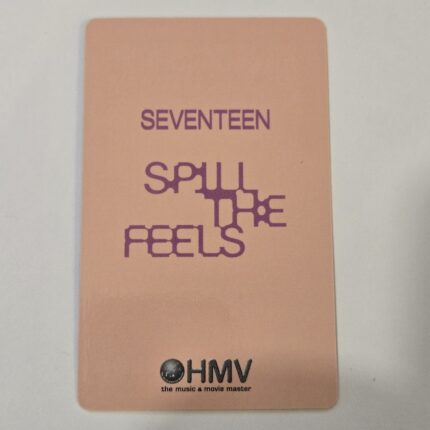 SEVENTEEN
SPILL
THE
FEELS
HMV
the music & movie master